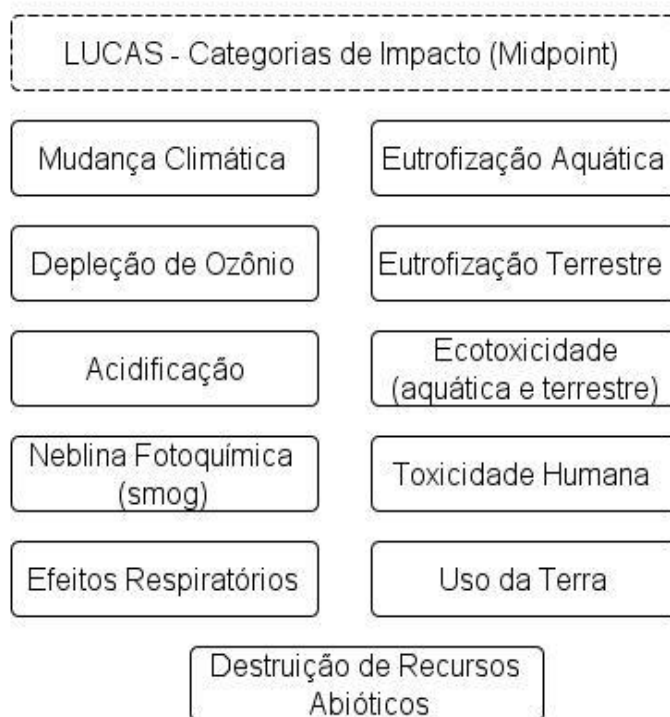 LUCAS - Categorias de Impacto (Midpoint)
Mudança Climática
Eutrofização Aquática
Depleção de Ozônio
Eutrofização Terrestre
Acidificação
Ecotoxicidade
(aquática e terrestre)
Neblina Fotoquímica
(smog)
Toxicidade Humana
Efeitos Respiratórios
Uso da Terra
Destruição de Recursos
Abióticos